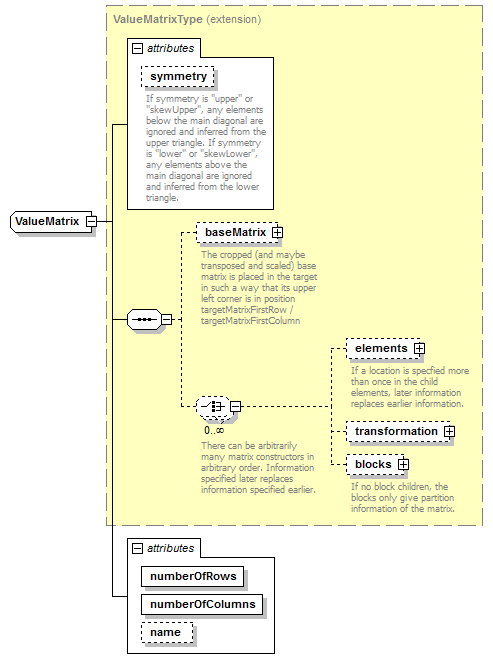 ValueMatrixType (extension)
attributes
symmetry
If symmetry is "upper" or
"skewUpper", any elements
below the main diagonal are
ignored and inferred from the
upper triangle. If symmetry
is "lower" or "skewLower",
any elements above the
main diagonal are ignored
and inferred from the lower
triangle.
ValueMatrix
baseMatrix
The cropped (and maybe
transposed and scaled) base
matrix is placed in the target
in such a way that its upper
left corner is in position
targetMatrixFirstRow /
targetMatrixFirstColumn
elements
If a location is specfied more
than once in the child
elements, later information
replaces earlier information.
0..∞
There can be arbitrarily
many matrix constructors in
arbitrary order. Information
specified later replaces
information specified earlier.
transformation
blocks
If no block children, the
blocks only give partition
information of the matrix.
attributes
numberOfRows
numberOfColumns
name